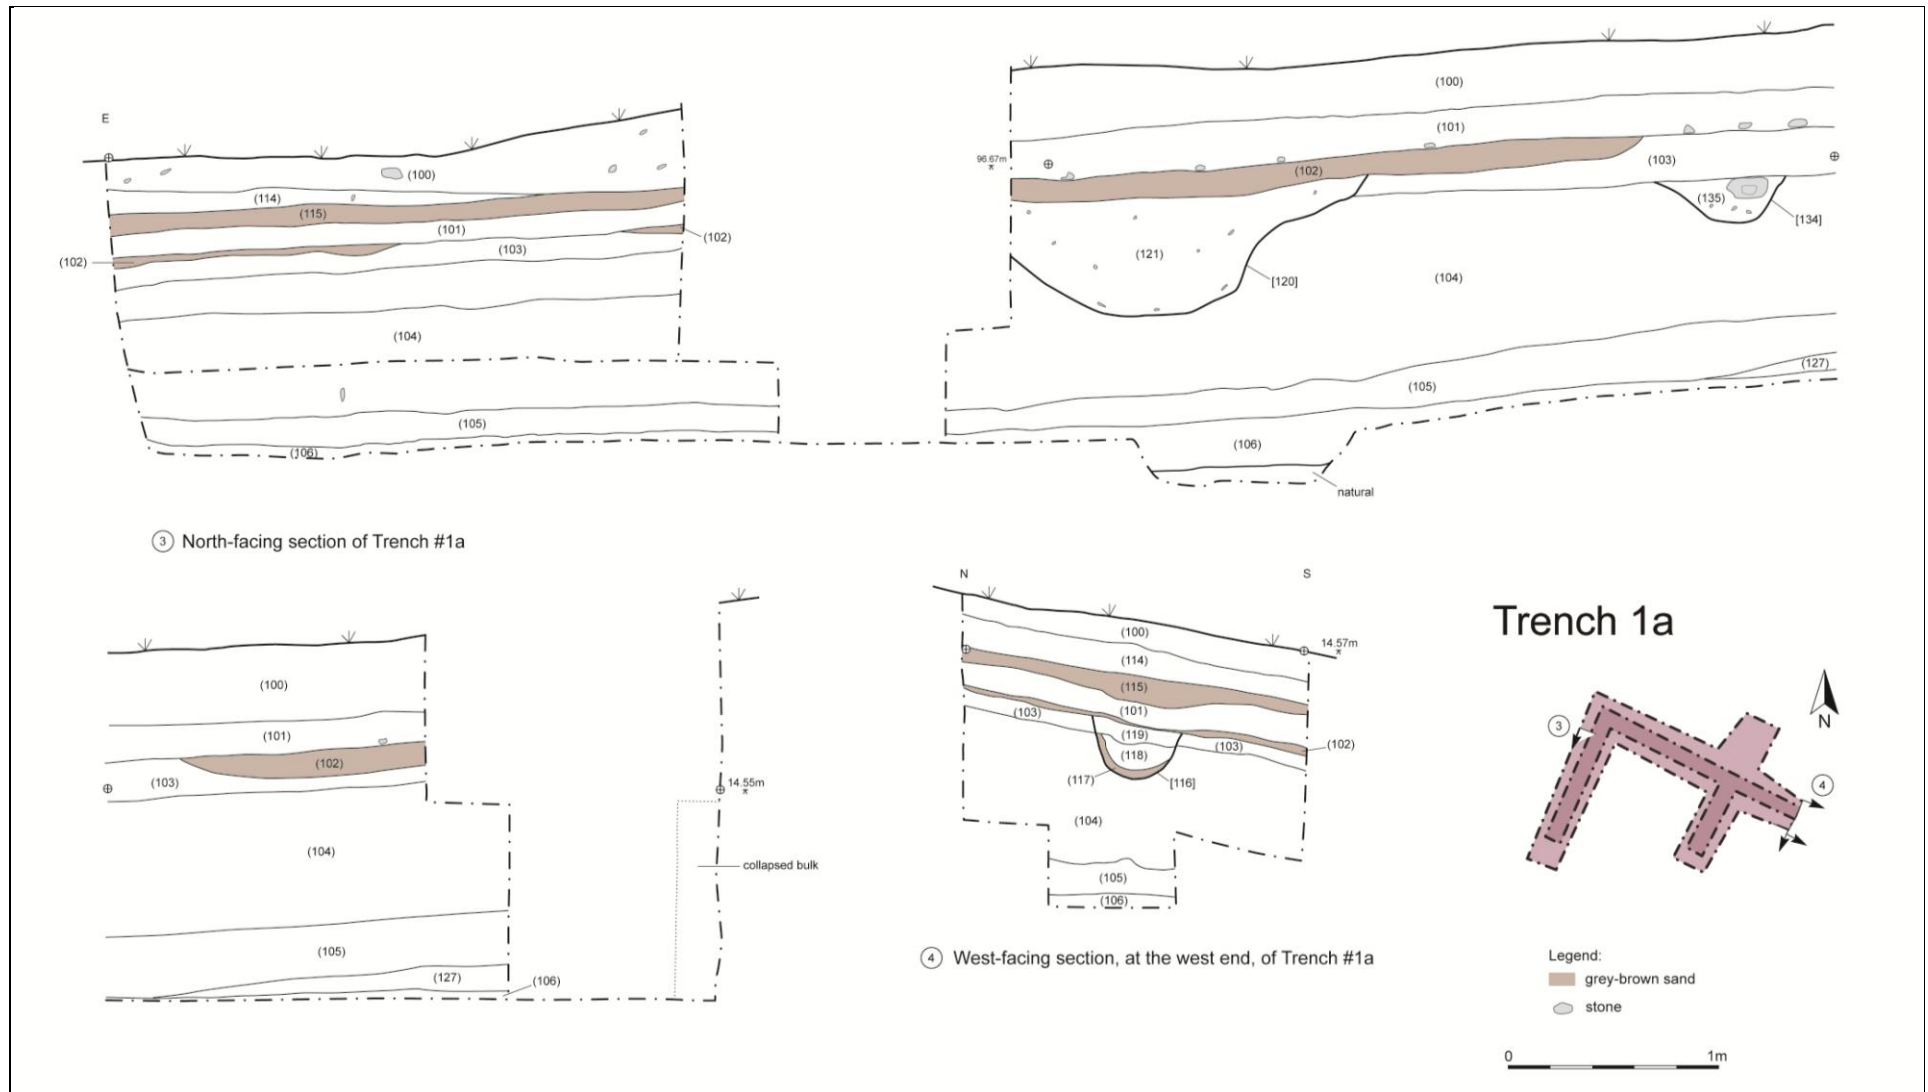 E
(100)
(114)
(115)
(101)
(102)
(103)
(102)
(104)
(105)
(106)
(100)
(101)
96.67m
(102)
(103)
(135)
[134]
(121)
[120]
(104)
(127)
(105)
(106)
natural
3 North-facing section of Trench #1a
(100)
(101)
(102)
(103)
14.55m
(104)
collapsed bulk
(105)
(127)
(106)
N
S
(100)
14.57m
(114)
(115)
(101)
(103)
(119)
(103)
(102)
(118)
(117)
[116]
(104)
(105)
(106)
4 West-facing section, at the west end, of Trench #1a
Trench 1a
N
3
4
Legend:
grey-brown sand
stone
0 1m